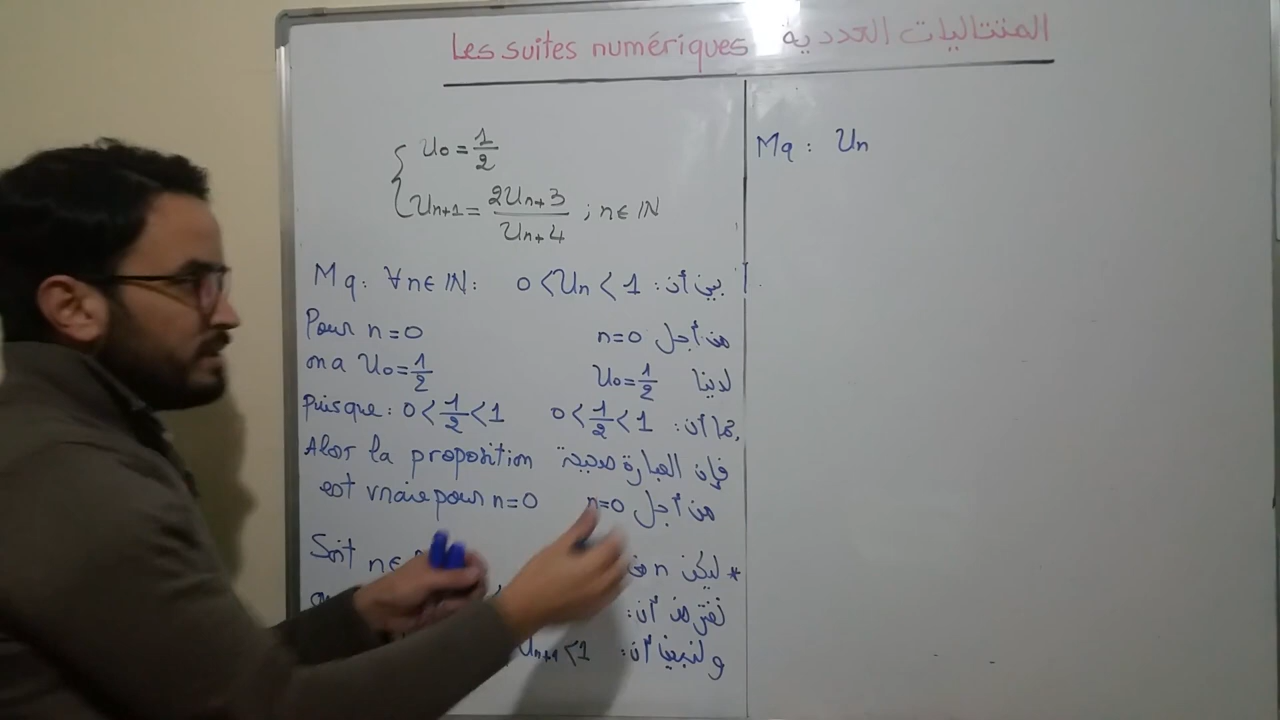 Les suites numériques المتتاليات العددية
U₀ = 1/2
Uₙ₊₁ = (2Uₙ + 3)/(Uₙ + 4) ; n ∈ IN
Mq: ∀n ∈ IN: 0 < Uₙ < 1 بين أن:
Pour n = 0 من أجل n=0
on a U₀ = 1/2 لدينا U₀ = 1/2
Puisque: 0 < 1/2 < 1 بما أن: 0 < 1/2 < 1
Alor la proposition فإن العبارة صحيحة
est vraie pour n = 0 من أجل n=0
Soit n ∈ * ليكن n من
نفترض أن:
Uₙ₊₁ < 1 ولنبين أن:
Mq: Uₙ